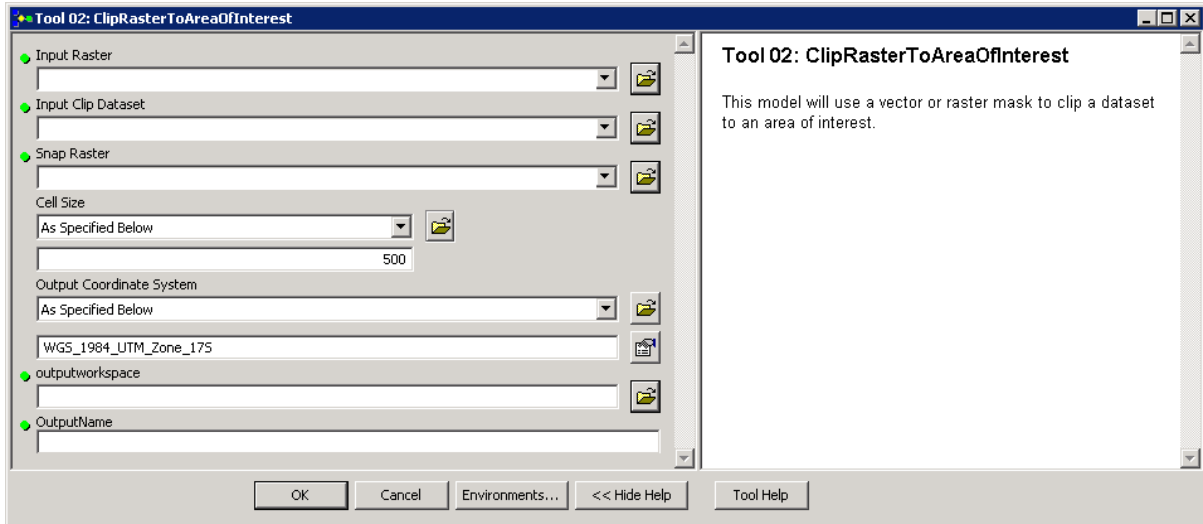 Tool 02: ClipRasterToAreaOfInterest
Input Raster
Input Clip Dataset
Snap Raster
Cell Size
As Specified Below
500
Output Coordinate System
As Specified Below
WGS_1984_UTM_Zone_17S
outputworkspace
OutputName
Tool 02: ClipRasterToAreaOfInterest
This model will use a vector or raster mask to clip a dataset
to an area of interest.
OK
Cancel
Environments...
<< Hide Help
Tool Help